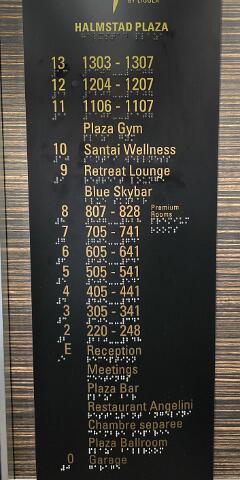 BY LIGULA
HALMSTAD PLAZA
13 1303 - 1307
12 1204 - 1207
11 1106 - 1107
Plaza Gym
10 Santai Wellness
9 Retreat Lounge
Blue Skybar
8 807 - 828 Premium
Rooms
7 705 - 741
6 605 - 641
5 505 - 541
4 405 - 441
3 305 - 341
2 220 - 248
E Reception
Meetings
Plaza Bar
Restaurant Angelini
Chambre separee
Plaza Ballroom
0 Garage